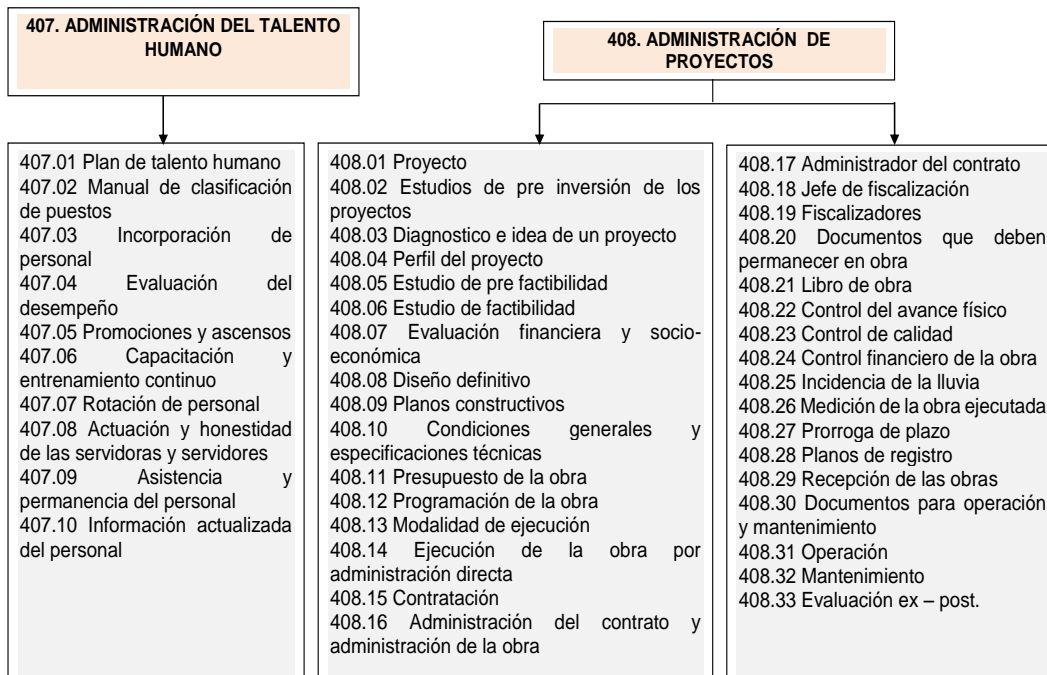 407. ADMINISTRACIÓN DEL TALENTO
HUMANO
408. ADMINISTRACIÓN DE
PROYECTOS
407.01 Plan de talento humano
407.02 Manual de clasificación
de puestos
407.03 Incorporación de
personal
407.04 Evaluación del
desempeño
407.05 Promociones y ascensos
407.06 Capacitación y
entrenamiento continuo
407.07 Rotación de personal
407.08 Actuación y honestidad
de las servidoras y servidores
407.09 Asistencia y
permanencia del personal
407.10 Información actualizada
del personal
408.01 Proyecto
408.02 Estudios de pre inversión de los
proyectos
408.03 Diagnostico e idea de un proyecto
408.04 Perfil del proyecto
408.05 Estudio de pre factibilidad
408.06 Estudio de factibilidad
408.07 Evaluación financiera y socio-
económica
408.08 Diseño definitivo
408.09 Planos constructivos
408.10 Condiciones generales y
especificaciones técnicas
408.11 Presupuesto de la obra
408.12 Programación de la obra
408.13 Modalidad de ejecución
408.14 Ejecución de la obra por
administración directa
408.15 Contratación
408.16 Administración del contrato y
administración de la obra
408.17 Administrador del contrato
408.18 Jefe de fiscalización
408.19 Fiscalizadores
408.20 Documentos que deben
permanecer en obra
408.21 Libro de obra
408.22 Control del avance físico
408.23 Control de calidad
408.24 Control financiero de la obra
408.25 Incidencia de la lluvia
408.26 Medición de la obra ejecutada
408.27 Prorroga de plazo
408.28 Planos de registro
408.29 Recepción de las obras
408.30 Documentos para operación
y mantenimiento
408.31 Operación
408.32 Mantenimiento
408.33 Evaluación ex – post.